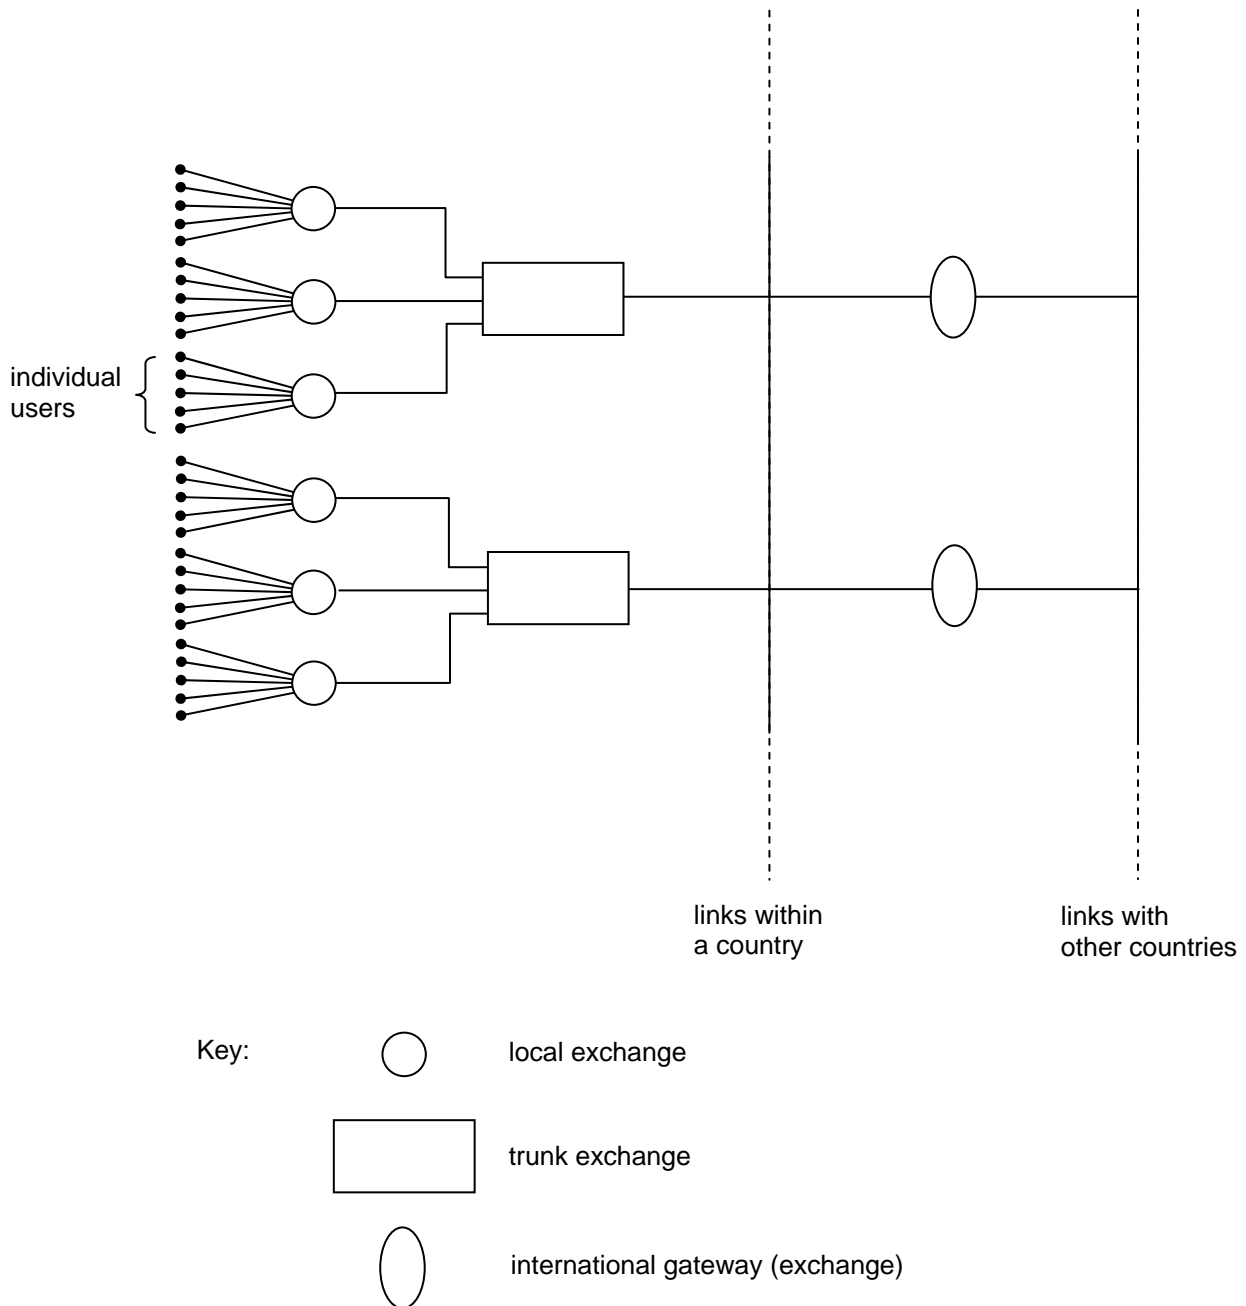 individual
users
links within
a country
links with
other countries
Key:
local exchange
trunk exchange
international gateway (exchange)